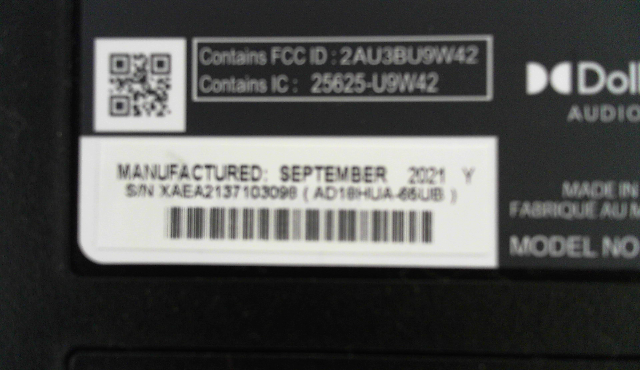 Contains FCC ID : 2AU3BU9W42
Contains IC : 25625-U9W42
AUDIO
MANUFACTURED: SEPTEMBER 2021 Y
S/N XAEA2137103098 ( AD18HUA-65UB )
MADE IN
FABRIQUÉ AU M
MODEL NO